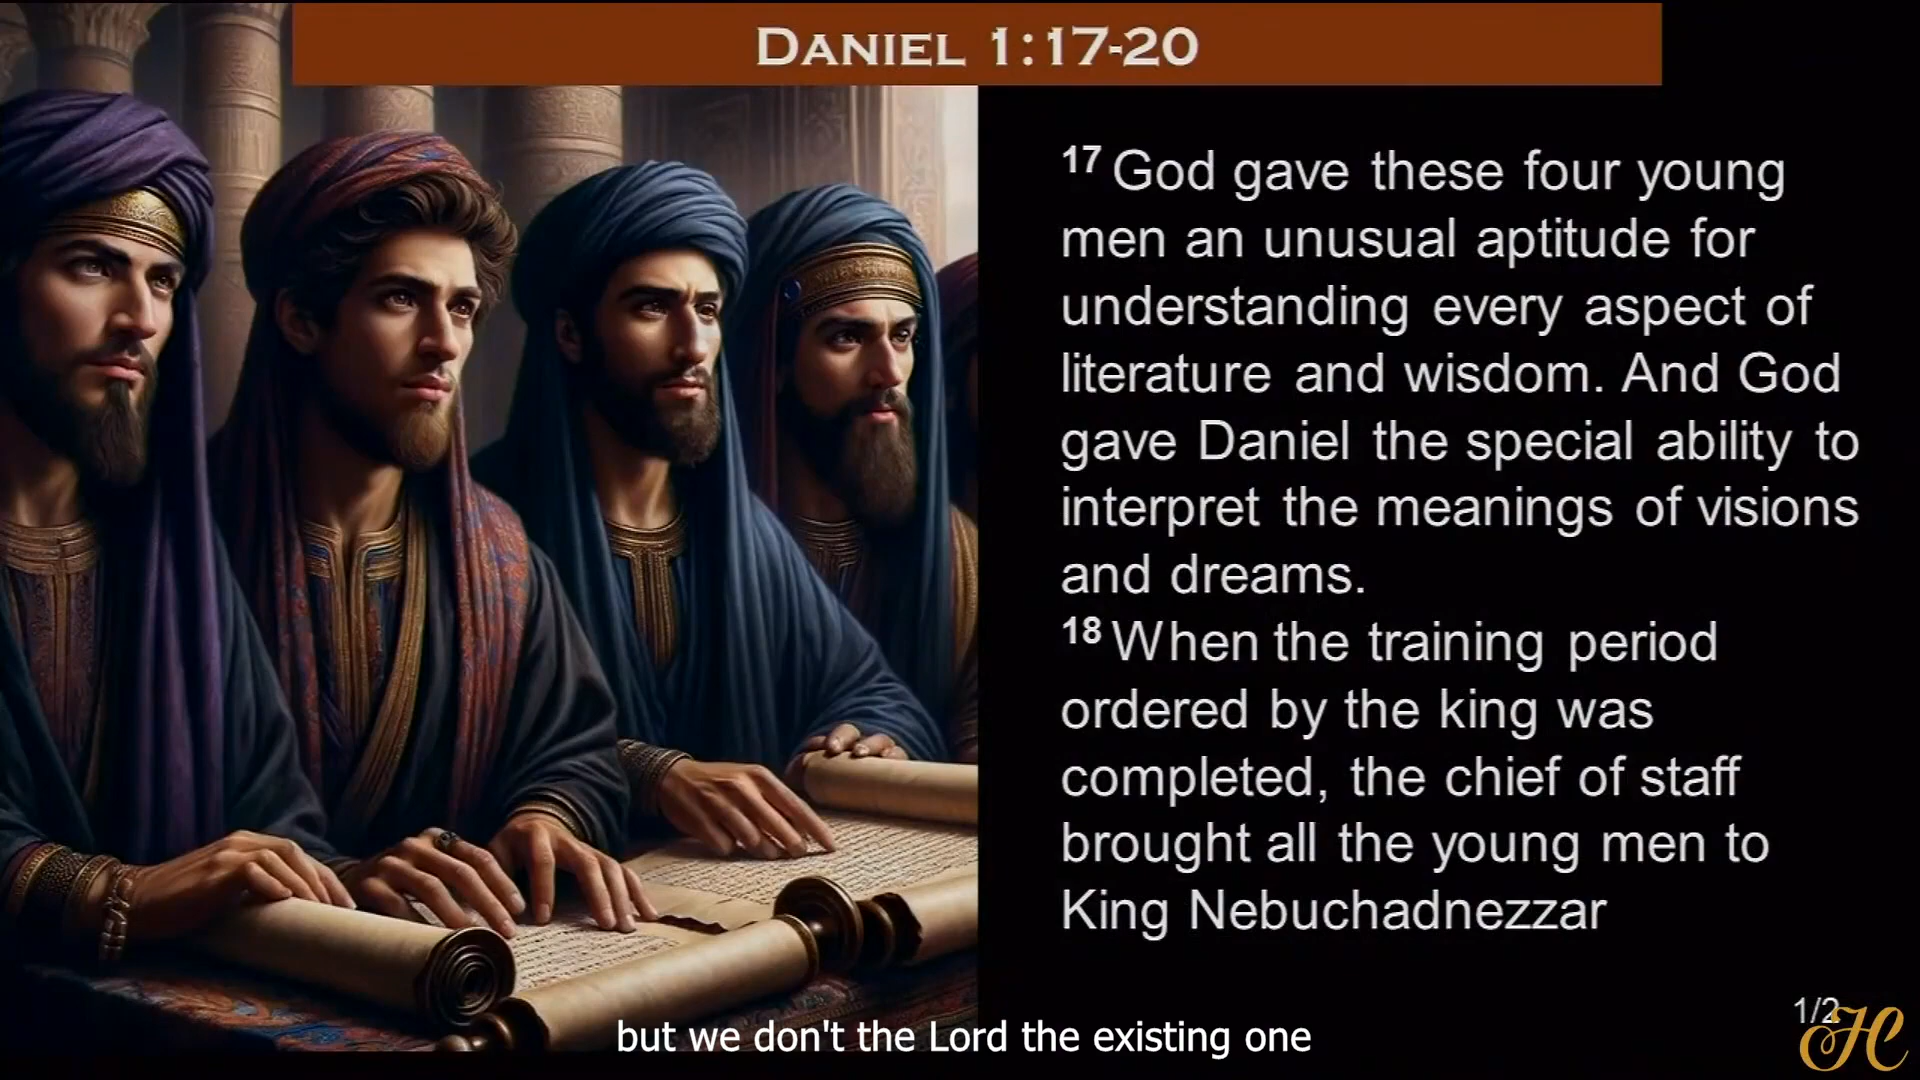 DANIEL 1:17-20
17 God gave these four young
men an unusual aptitude for
understanding every aspect of
literature and wisdom. And God
gave Daniel the special ability to
interpret the meanings of visions
and dreams.
18 When the training period
ordered by the king was
completed, the chief of staff
brought all the young men to
King Nebuchadnezzar
1/2
H
but we don't the Lord the existing one